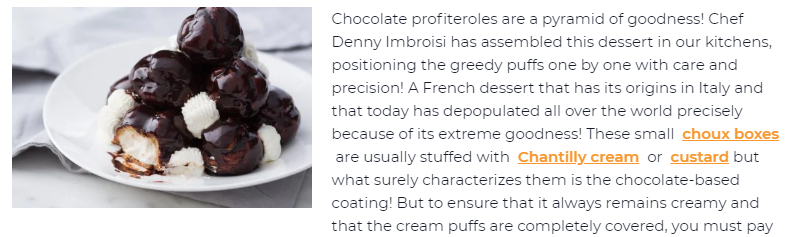 Chocolate profiteroles are a pyramid of goodness! Chef
Denny Imbroisi has assembled this dessert in our kitchens,
positioning the greedy puffs one by one with care and
precision! A French dessert that has its origins in Italy and
that today has depopulated all over the world precisely
because of its extreme goodness! These small choux boxes
are usually stuffed with Chantilly cream or custard but
what surely characterizes them is the chocolate-based
coating! But to ensure that it always remains creamy and
that the cream puffs are completely covered, you must pay